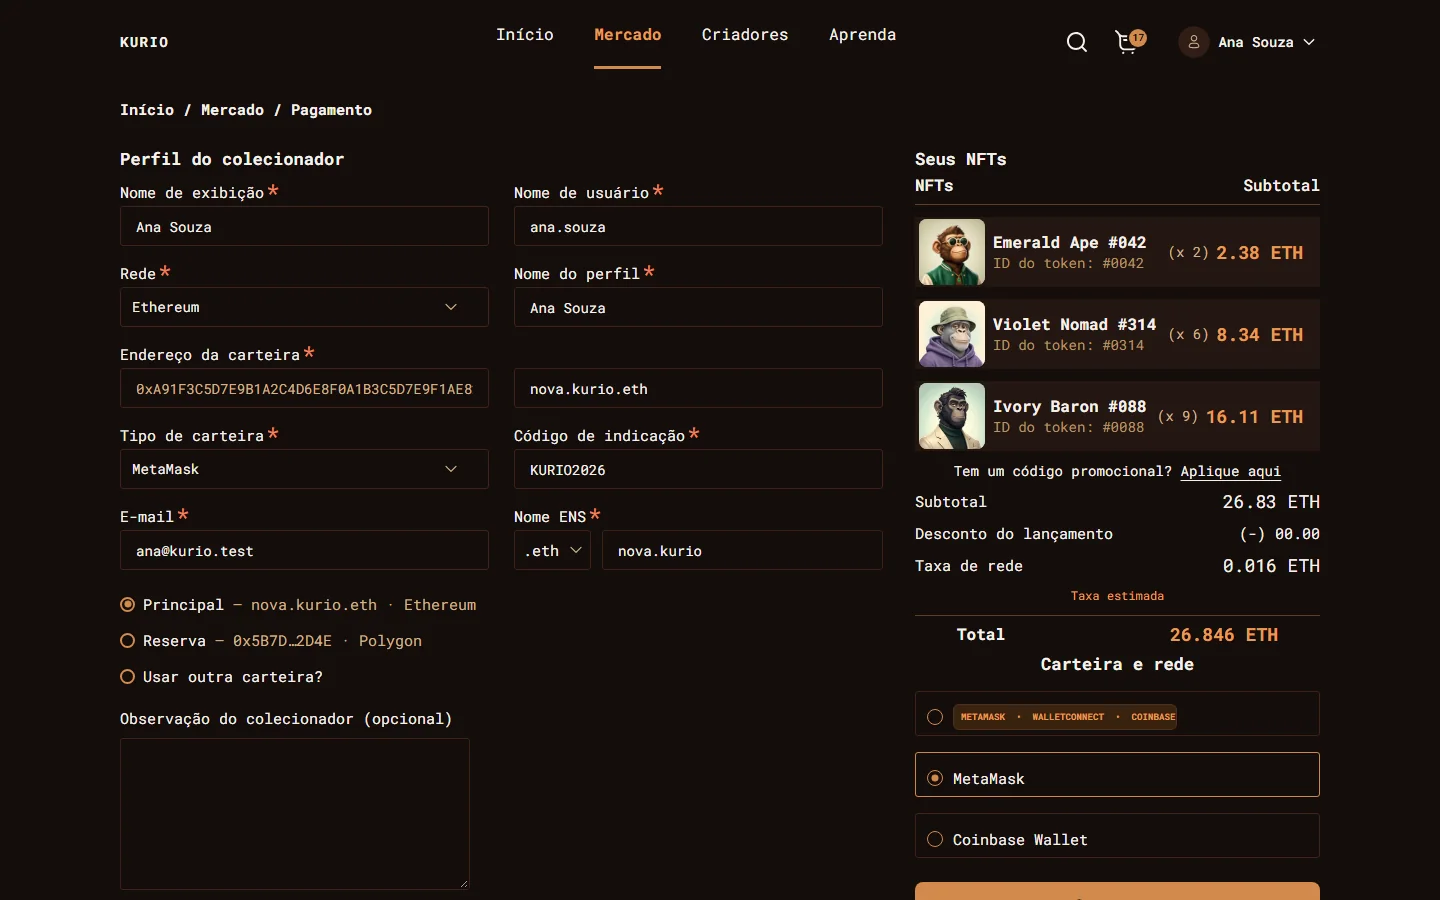 KURIO
Início
Mercado
Criadores
Aprenda
17
Ana Souza
Início / Mercado / Pagamento
Perfil do colecionador
Nome de exibição*
Ana Souza
Nome de usuário*
ana.souza
Rede*
Ethereum
Nome do perfil*
Ana Souza
Endereço da carteira*
0xA91F3C5D7E9B1A2C4D6E8F0A1B3C5D7E9F1AE8
nova.kurio.eth
Tipo de carteira*
MetaMask
Código de indicação*
KURIO2026
E-mail*
ana@kurio.test
Nome ENS*
.eth
nova.kurio
Principal — nova.kurio.eth · Ethereum
Reserva — 0x5B7D…2D4E · Polygon
Usar outra carteira?
Observação do colecionador (opcional)
Seus NFTs
NFTs Subtotal
Emerald Ape #042
ID do token: #0042
(x 2) 2.38 ETH
Violet Nomad #314
ID do token: #0314
(x 6) 8.34 ETH
Ivory Baron #088
ID do token: #0088
(x 9) 16.11 ETH
Tem um código promocional? Aplique aqui
Subtotal 26.83 ETH
Desconto do lançamento (-) 00.00
Taxa de rede 0.016 ETH
Taxa estimada
Total 26.846 ETH
Carteira e rede
METAMASK · WALLETCONNECT · COINBASE
MetaMask
Coinbase Wallet